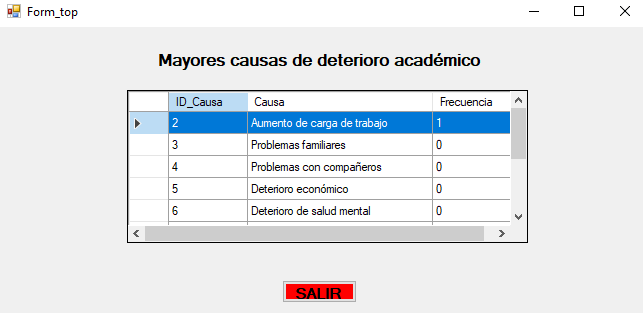 Form_top
Mayores causas de deterioro académico
ID_Causa Causa Frecuencia
2 Aumento de carga de trabajo 1
3 Problemas familiares 0
4 Problemas con compañeros 0
5 Deterioro económico 0
6 Deterioro de salud mental 0
SALIR